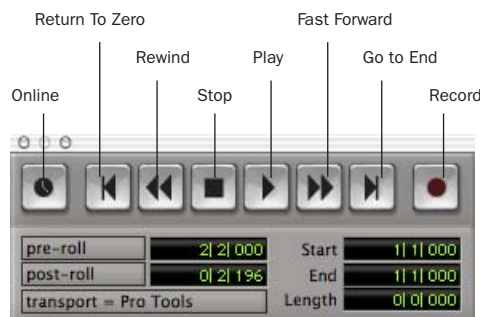 Return To Zero
Fast Forward
Rewind
Play
Go to End
Online
Stop
Record
pre-roll 2| 2| 000 Start 1| 1| 000
post-roll 0| 2| 196 End 1| 1| 000
transport = Pro Tools Length 0| 0| 000